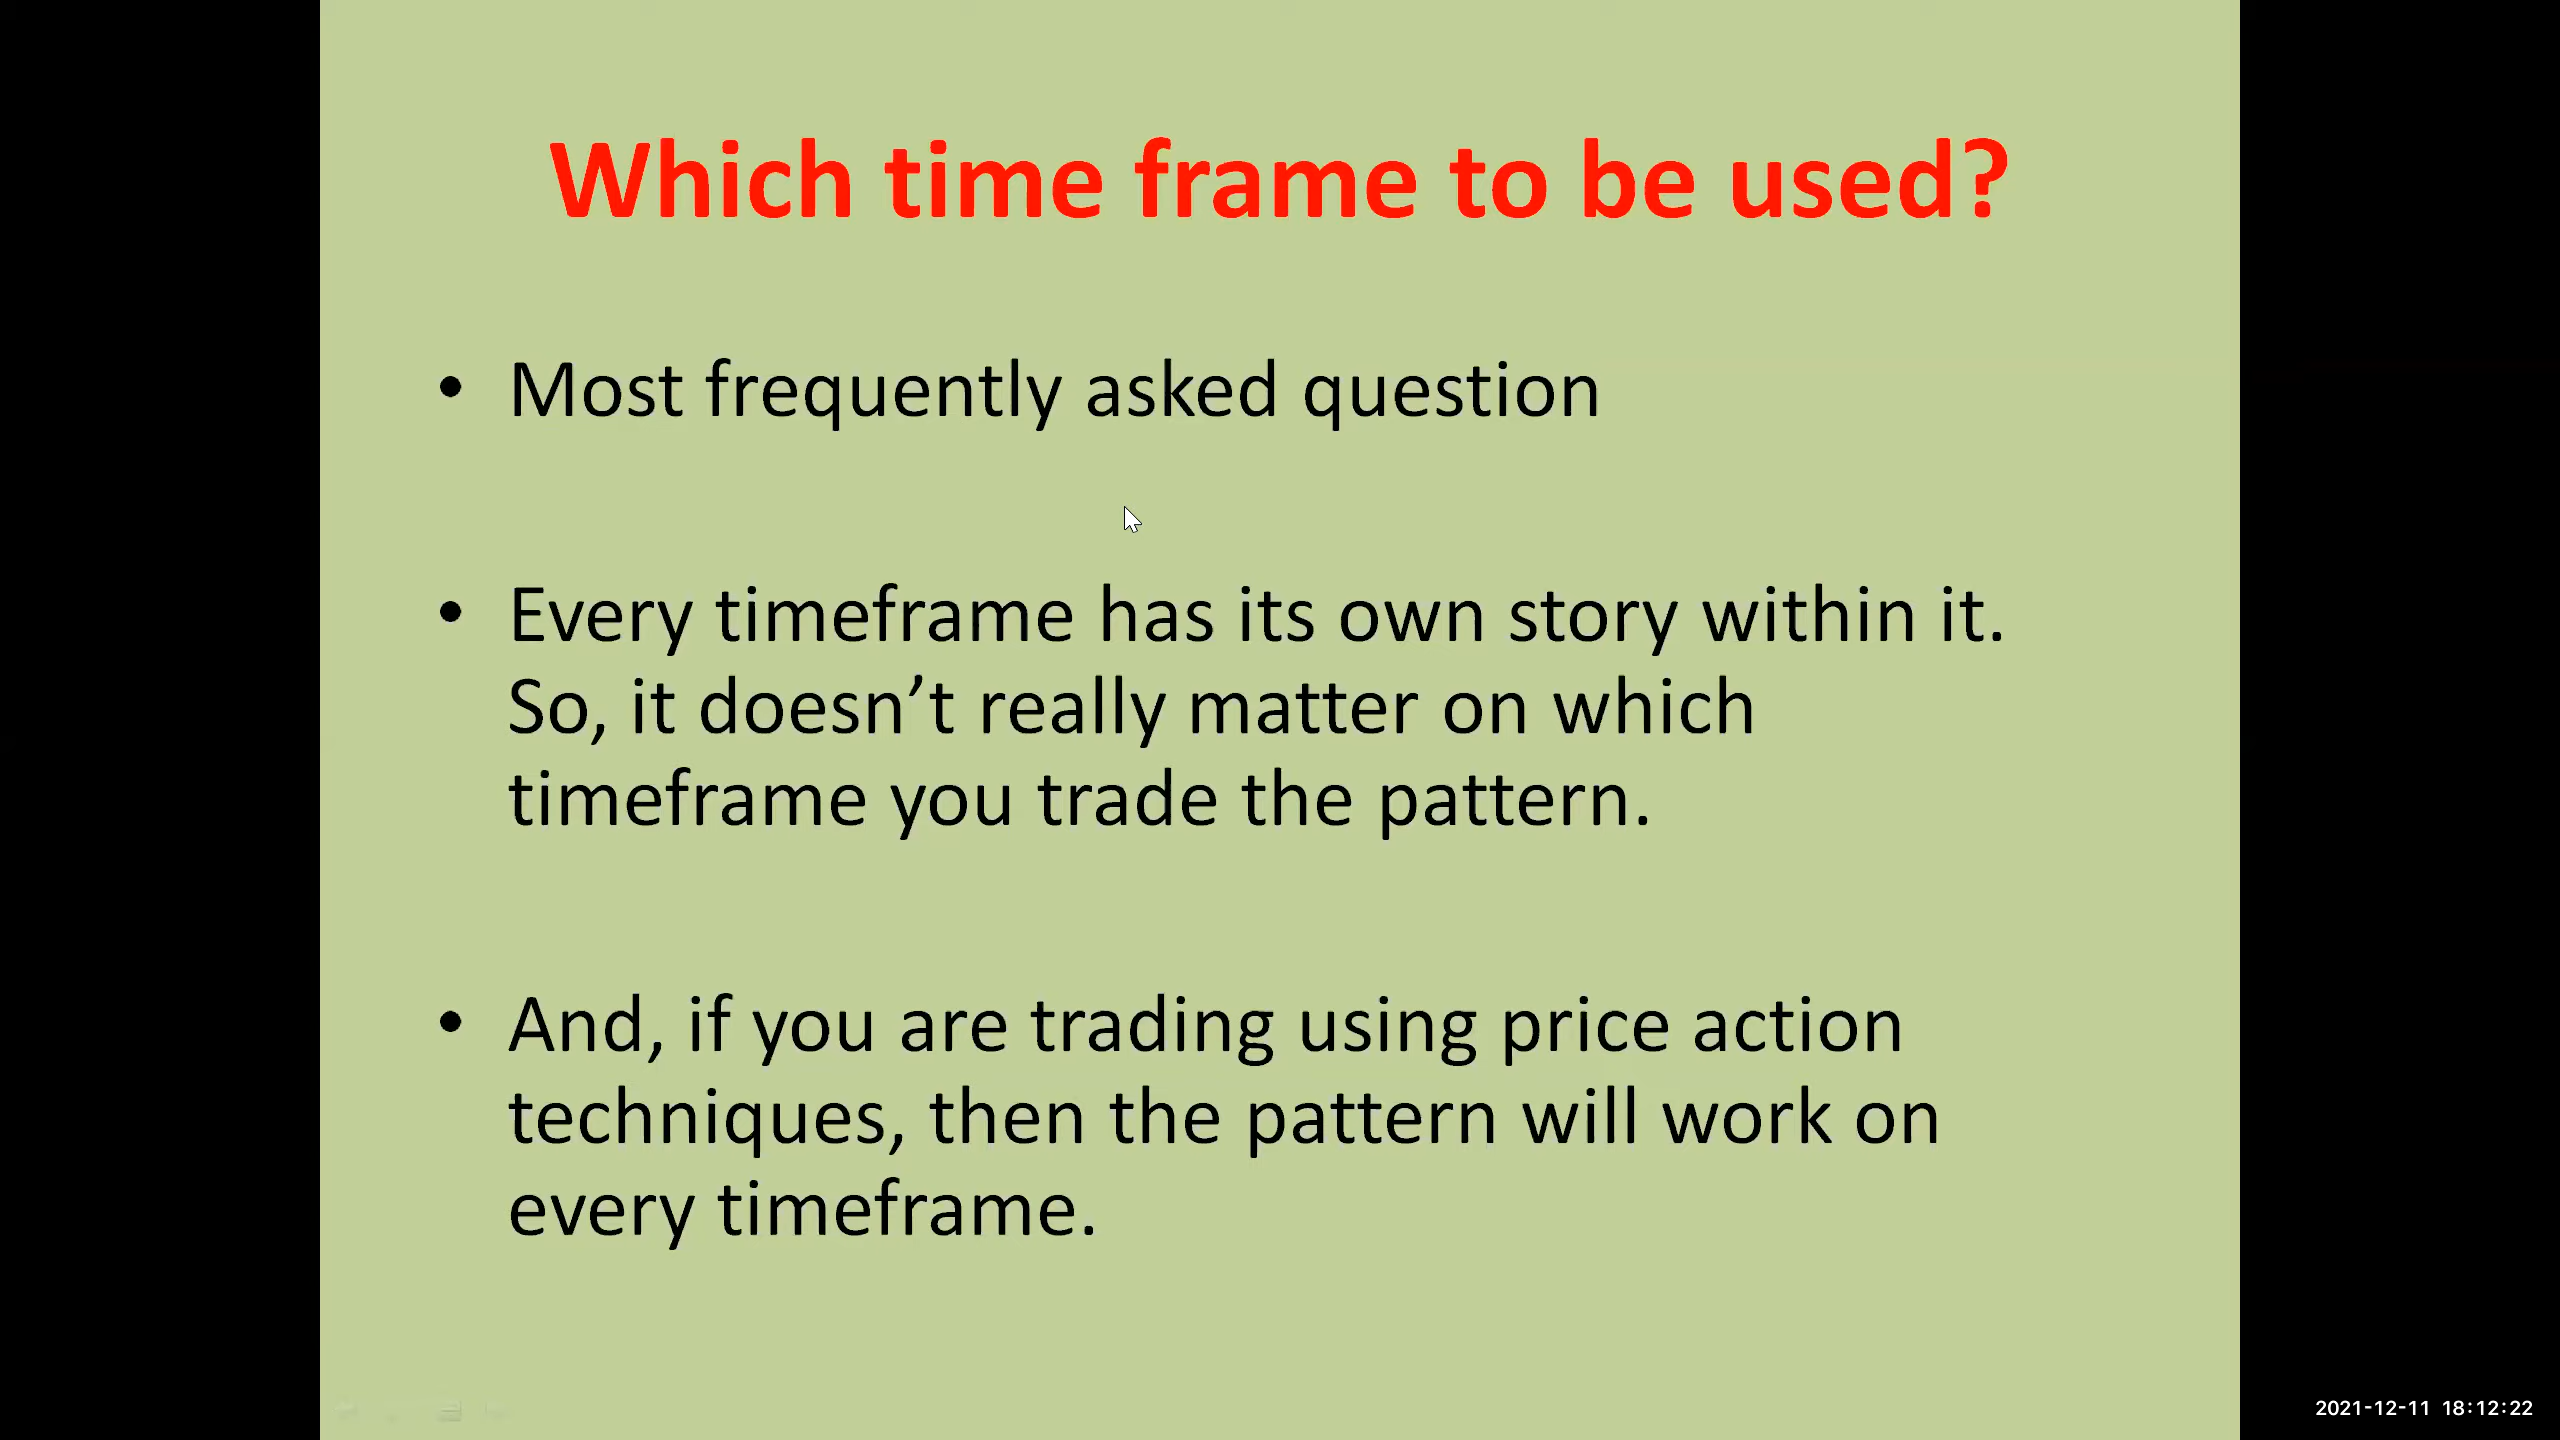 Which time frame to be used?
• Most frequently asked question
• Every timeframe has its own story within it.
So, it doesn’t really matter on which
timeframe you trade the pattern.
• And, if you are trading using price action
techniques, then the pattern will work on
every timeframe.
2021-12-11 18:12:22